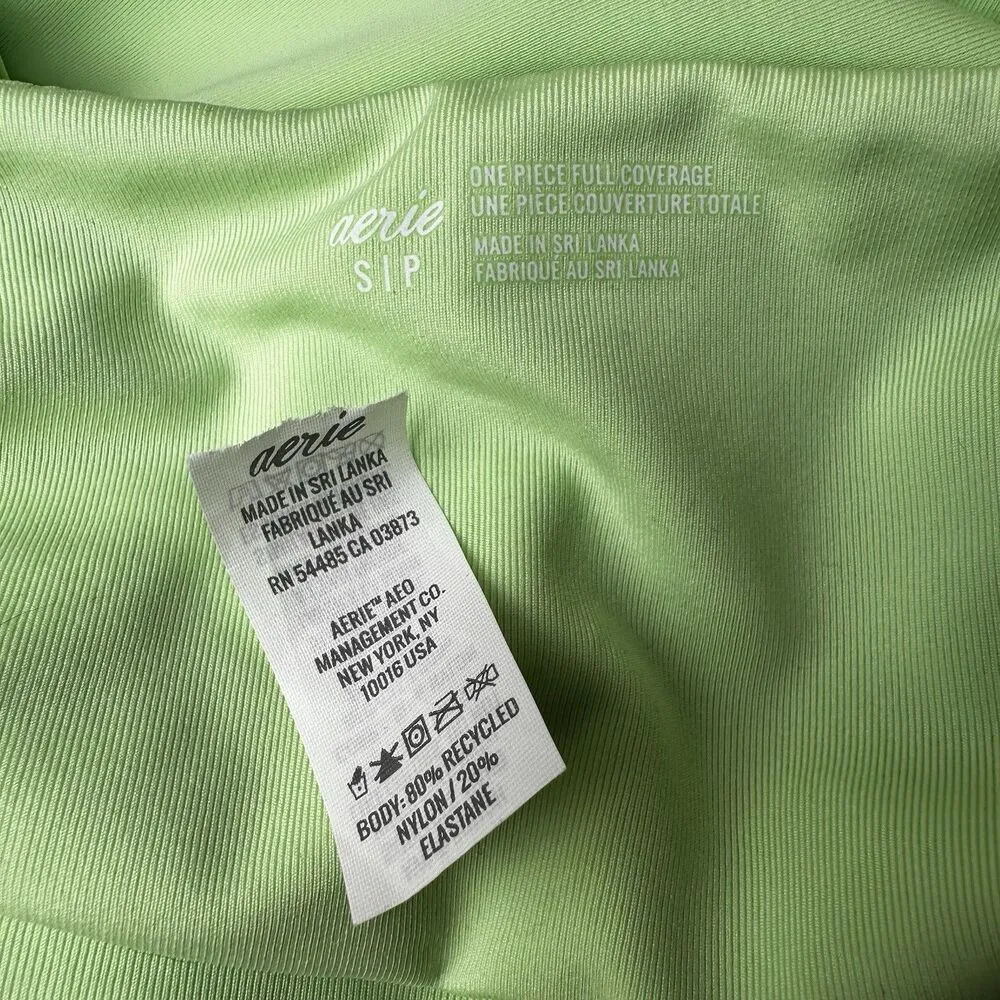 aerie
S|P
ONE PIECE FULL COVERAGE
UNE PIÈCE COUVERTURE TOTALE
MADE IN SRI LANKA
FABRIQUÉ AU SRI LANKA
aerie
MADE IN SRI LANKA
FABRIQUÉ AU SRI
LANKA
RN 54485 CA 03873
AERIE™ AEO
MANAGEMENT CO.
NEW YORK, NY
10016 USA
BODY: 80% RECYCLED
NYLON / 20%
ELASTANE